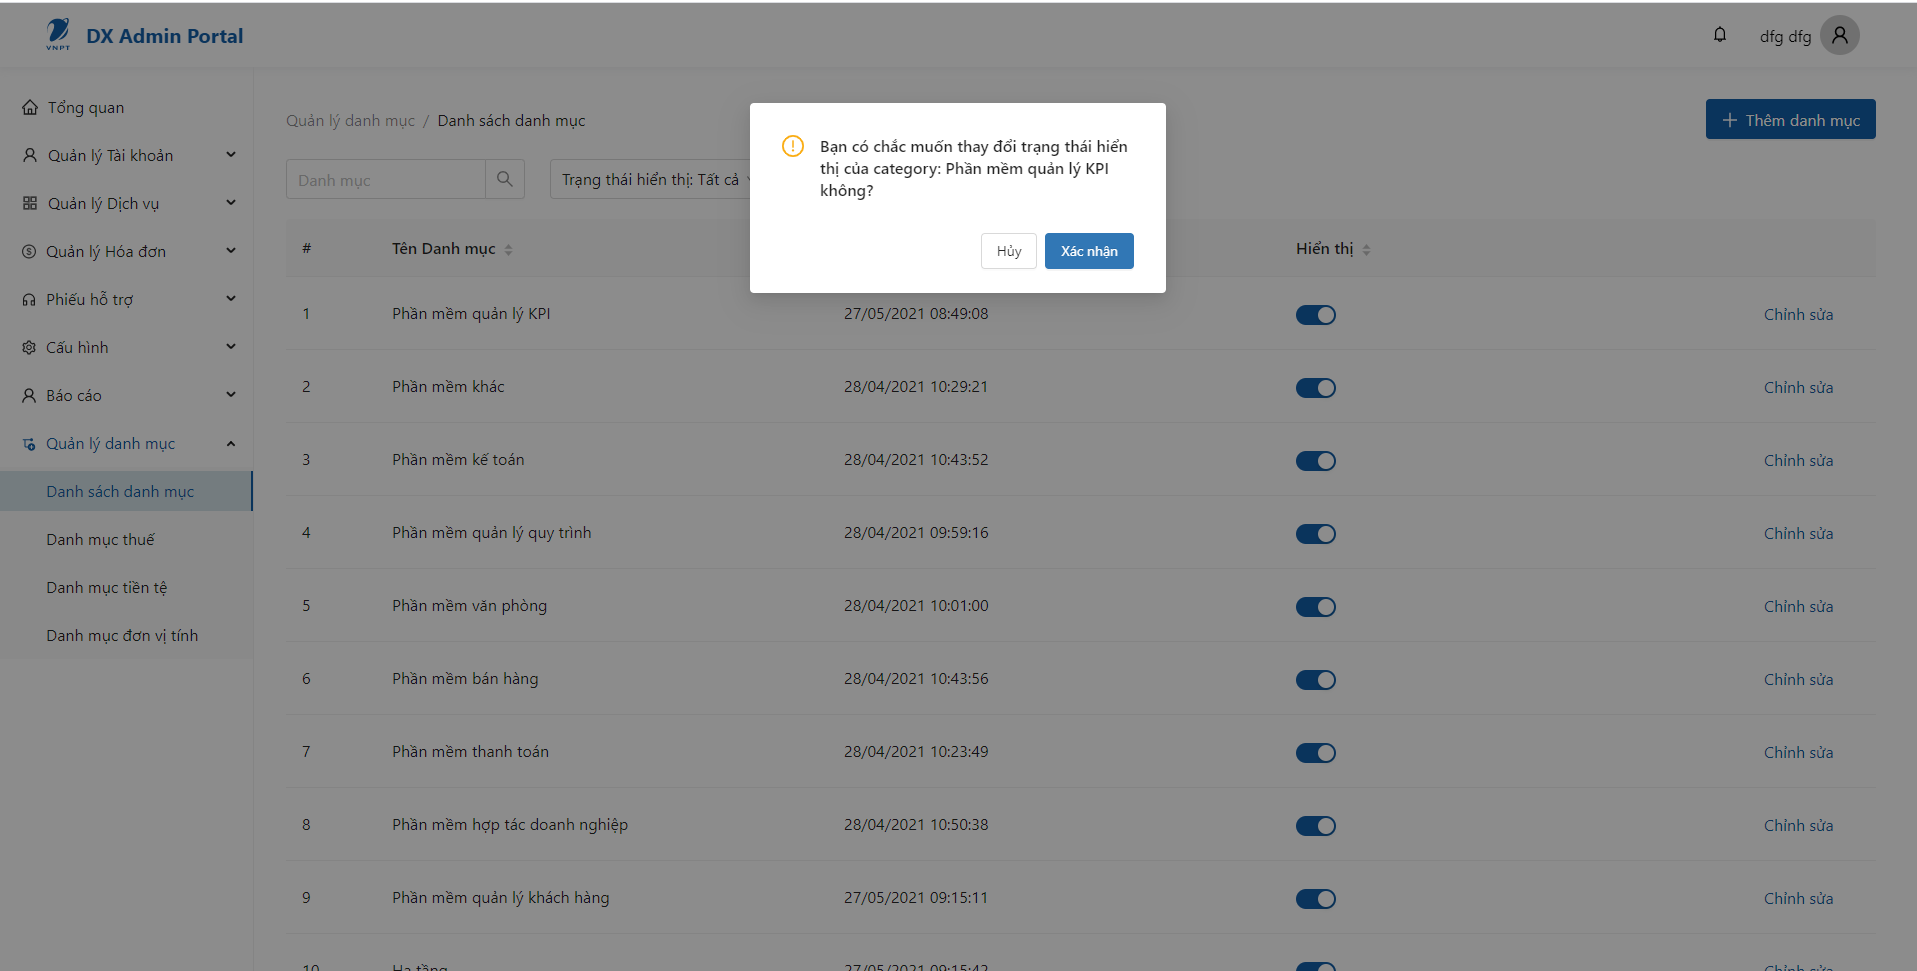 VNPT
DX Admin Portal
dfg dfg
Tổng quan
Quản lý Tài khoản
Quản lý Dịch vụ
Quản lý Hóa đơn
Phiếu hỗ trợ
Cấu hình
Báo cáo
Quản lý danh mục
Danh sách danh mục
Danh mục thuế
Danh mục tiền tệ
Danh mục đơn vị tính
Quản lý danh mục / Danh sách danh mục
Thêm danh mục
Danh mục
Trạng thái hiển thị: Tất cả
Bạn có chắc muốn thay đổi trạng thái hiển
thị của category: Phần mềm quản lý KPI
không?
Hủy
Xác nhận
# Tên Danh mục Hiển thị
1 Phần mềm quản lý KPI 27/05/2021 08:49:08 Chỉnh sửa
2 Phần mềm khác 28/04/2021 10:29:21 Chỉnh sửa
3 Phần mềm kế toán 28/04/2021 10:43:52 Chỉnh sửa
4 Phần mềm quản lý quy trình 28/04/2021 09:59:16 Chỉnh sửa
5 Phần mềm văn phòng 28/04/2021 10:01:00 Chỉnh sửa
6 Phần mềm bán hàng 28/04/2021 10:43:56 Chỉnh sửa
7 Phần mềm thanh toán 28/04/2021 10:23:49 Chỉnh sửa
8 Phần mềm hợp tác doanh nghiệp 28/04/2021 10:50:38 Chỉnh sửa
9 Phần mềm quản lý khách hàng 27/05/2021 09:15:11 Chỉnh sửa
10 Hạ tầng 27/05/2021 09:15:42 Chỉnh sửa